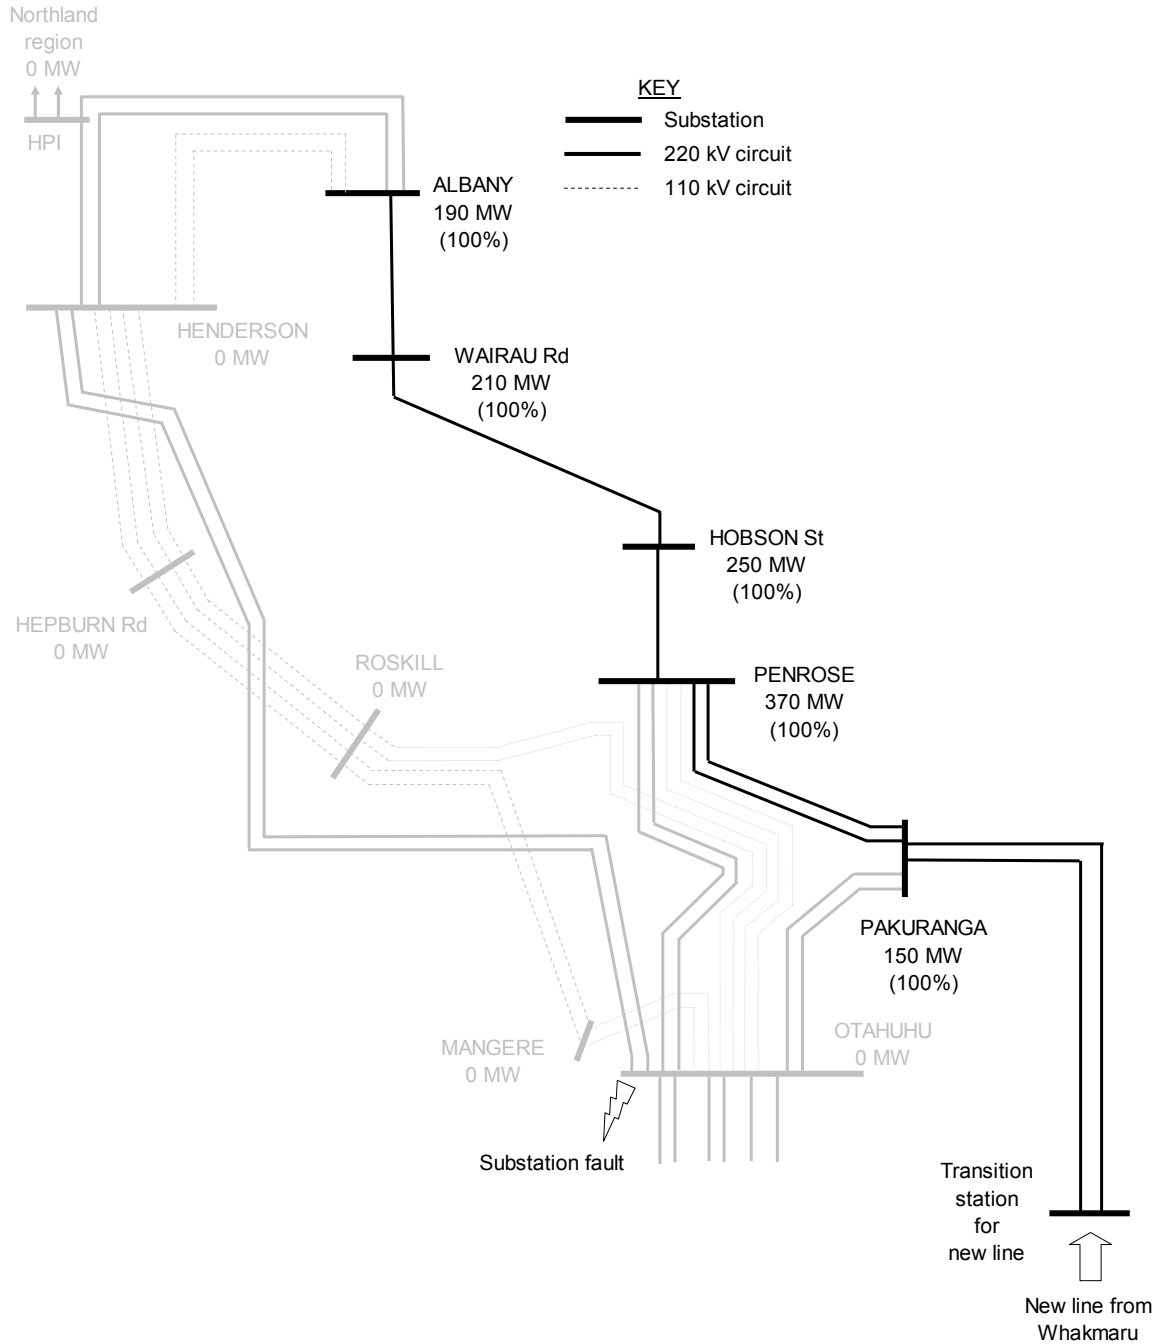 Northland
region
0 MW
HPI
KEY
Substation
220 kV circuit
110 kV circuit
ALBANY
190 MW
(100%)
HENDERSON
0 MW
WAIRAU Rd
210 MW
(100%)
HOBSON St
250 MW
(100%)
HEPBURN Rd
0 MW
ROSKILL
0 MW
PENROSE
370 MW
(100%)
PAKURANGA
150 MW
(100%)
MANGERE
0 MW
OTAHUHU
0 MW
Substation fault
Transition
station
for
new line
New line from
Whakmaru